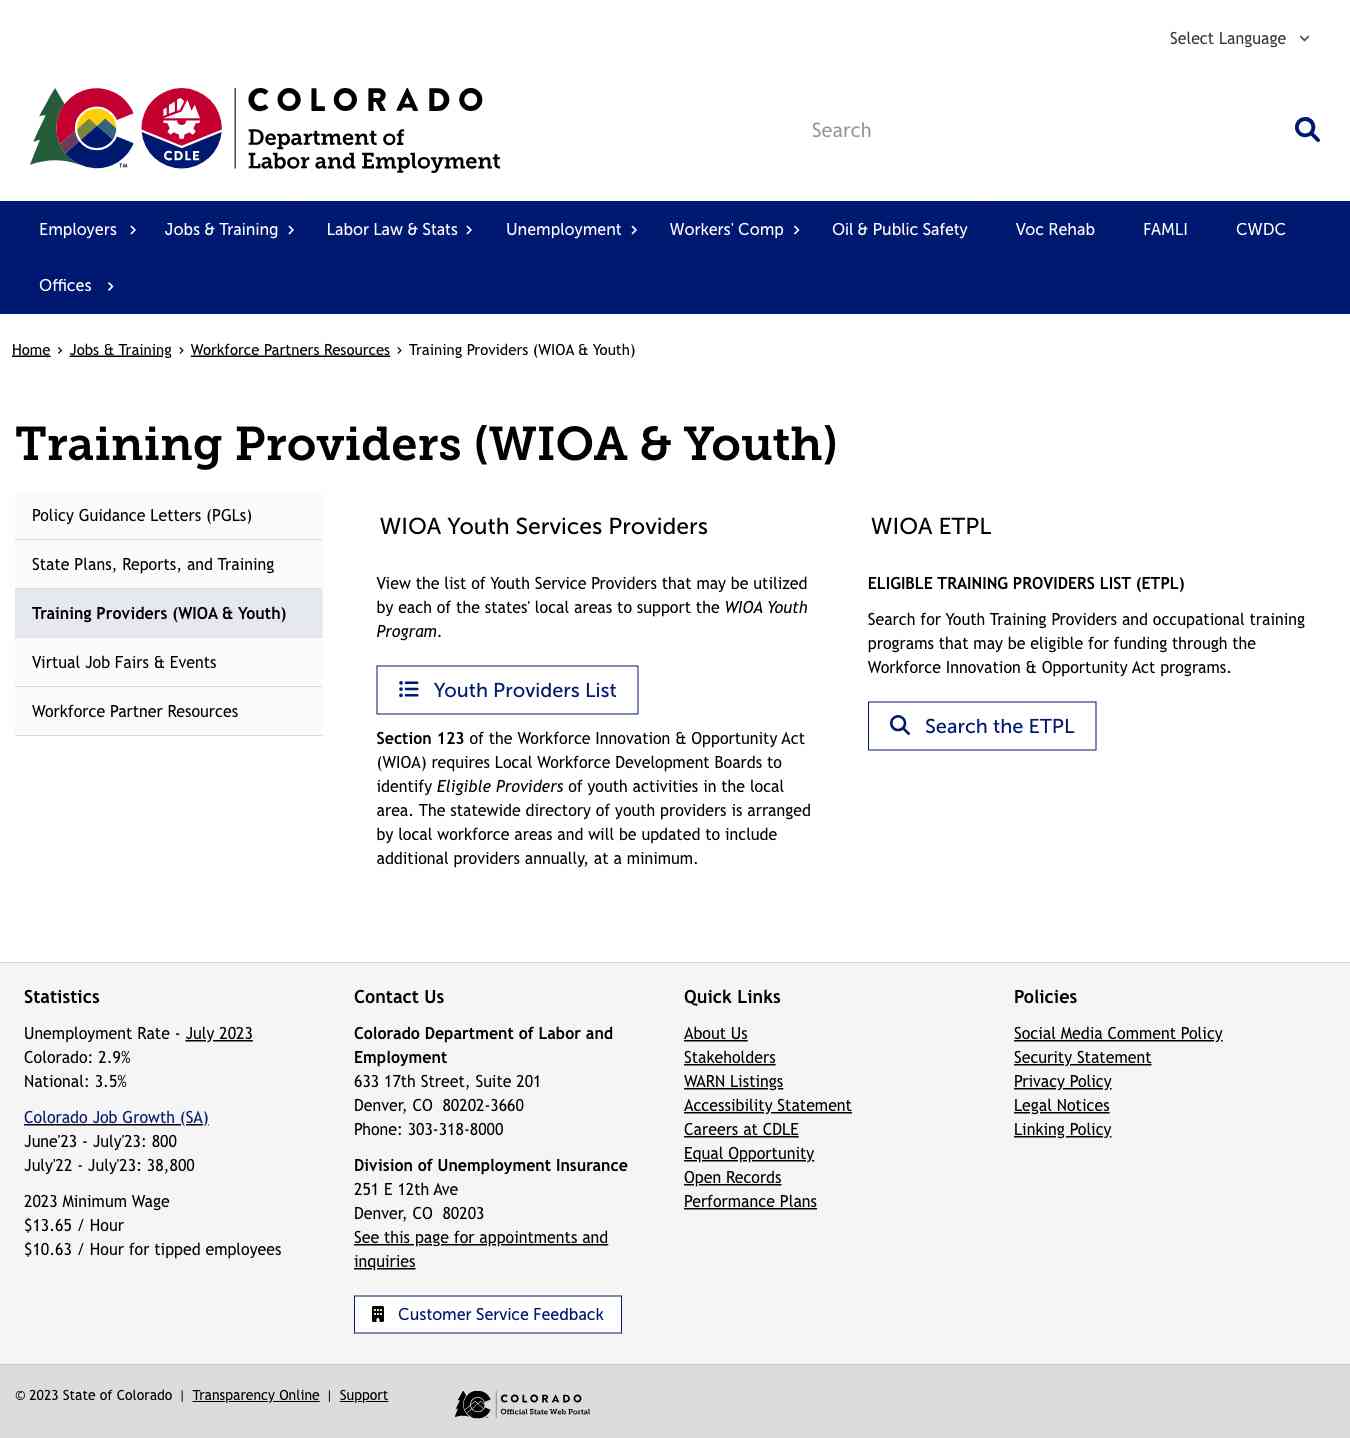 Select Language
COLORADO
Department of
Labor and Employment
CDLE
TM
Search
Employers
Jobs & Training
Labor Law & Stats
Unemployment
Workers' Comp
Oil & Public Safety
Voc Rehab
FAMLI
CWDC
Offices
Home › Jobs & Training › Workforce Partners Resources › Training Providers (WIOA & Youth)
Training Providers (WIOA & Youth)
Policy Guidance Letters (PGLs)
State Plans, Reports, and Training
Training Providers (WIOA & Youth)
Virtual Job Fairs & Events
Workforce Partner Resources
WIOA Youth Services Providers
View the list of Youth Service Providers that may be utilized
by each of the states' local areas to support the WIOA Youth
Program.
Youth Providers List
Section 123 of the Workforce Innovation & Opportunity Act
(WIOA) requires Local Workforce Development Boards to
identify Eligible Providers of youth activities in the local
area. The statewide directory of youth providers is arranged
by local workforce areas and will be updated to include
additional providers annually, at a minimum.
WIOA ETPL
ELIGIBLE TRAINING PROVIDERS LIST (ETPL)
Search for Youth Training Providers and occupational training
programs that may be eligible for funding through the
Workforce Innovation & Opportunity Act programs.
Search the ETPL
Statistics
Unemployment Rate - July 2023
Colorado: 2.9%
National: 3.5%
Colorado Job Growth (SA)
June'23 - July'23: 800
July'22 - July'23: 38,800
2023 Minimum Wage
$13.65 / Hour
$10.63 / Hour for tipped employees
Contact Us
Colorado Department of Labor and
Employment
633 17th Street, Suite 201
Denver, CO  80202-3660
Phone: 303-318-8000
Division of Unemployment Insurance
251 E 12th Ave
Denver, CO  80203
See this page for appointments and
inquiries
Customer Service Feedback
Quick Links
About Us
Stakeholders
WARN Listings
Accessibility Statement
Careers at CDLE
Equal Opportunity
Open Records
Performance Plans
Policies
Social Media Comment Policy
Security Statement
Privacy Policy
Legal Notices
Linking Policy
© 2023 State of Colorado | Transparency Online | Support
COLORADO
Official State Web Portal